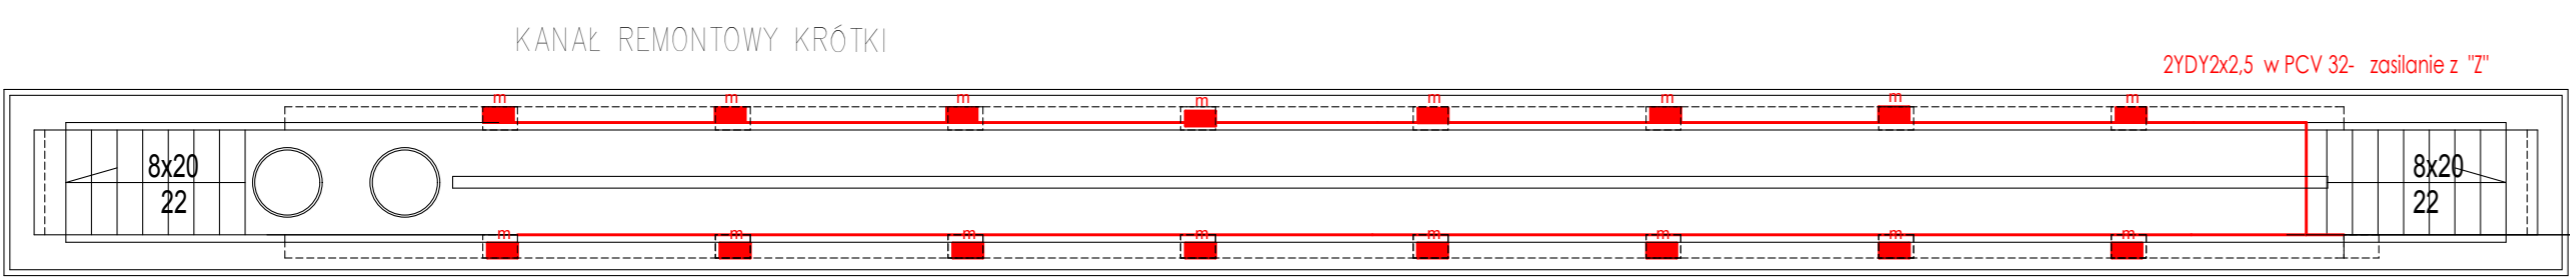 KANAŁ REMONTOWY KRÓTKI
2YDY2x2,5 w PCV 32- zasilanie z "Z"
m m m m m m m m
8x20
22
8x20
22
m m m m m m m m